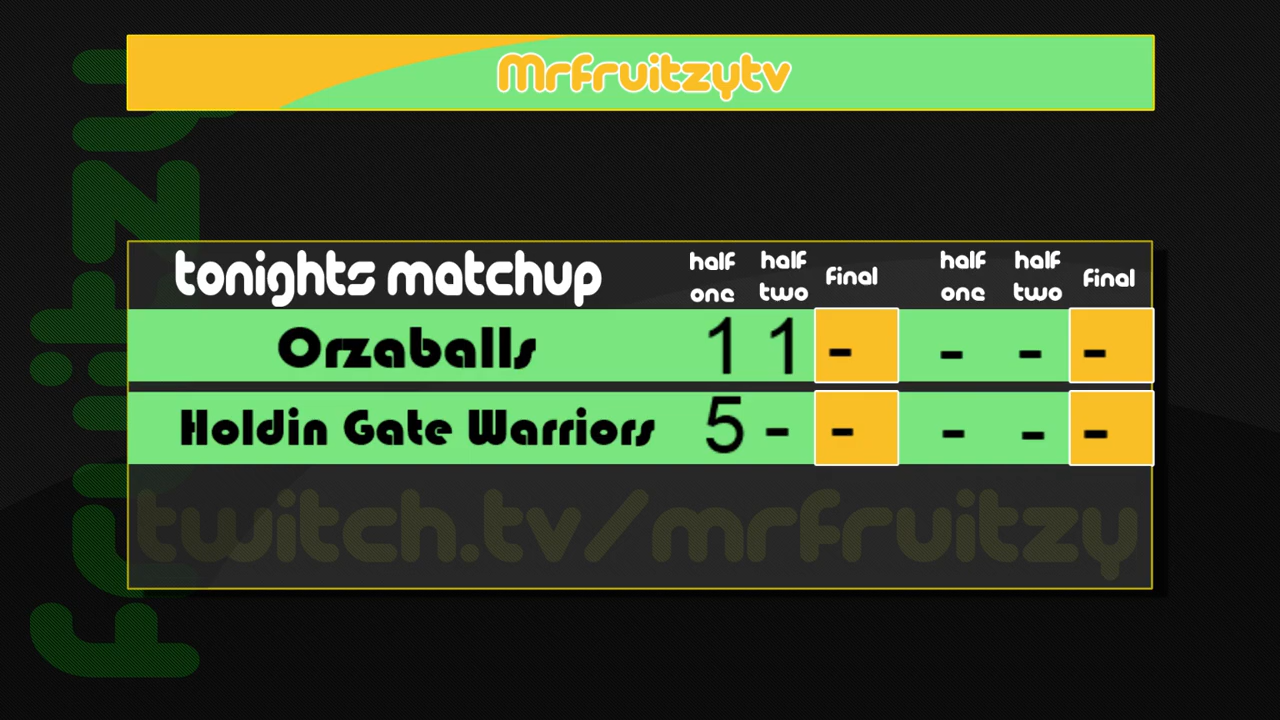 Mrfruitzytv
tonights matchup half one half two final half one half two final
Orzaballs 1 1 - - - -
Holdin Gate Warriors 5 - - - - -
twitch.tv/mrfruitzy
fruitzy